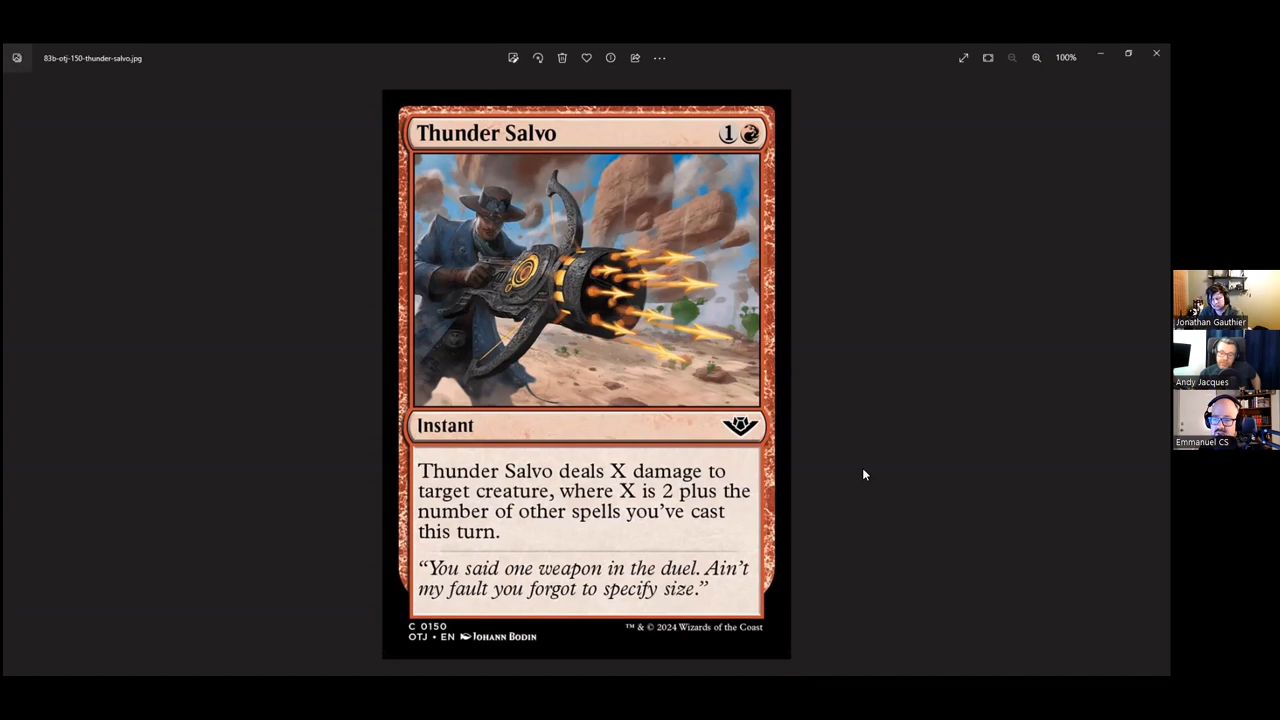 83b-otj-150-thunder-salvo.jpg
100%
Thunder Salvo
1
Instant
Thunder Salvo deals X damage to
target creature, where X is 2 plus the
number of other spells you've cast
this turn.
“You said one weapon in the duel. Ain't
my fault you forgot to specify size.”
C 0150
™ & © 2024 Wizards of the Coast
OTJ • EN Johann Bodin
Jonathan Gauthier
Andy Jacques
Emmanuel CS